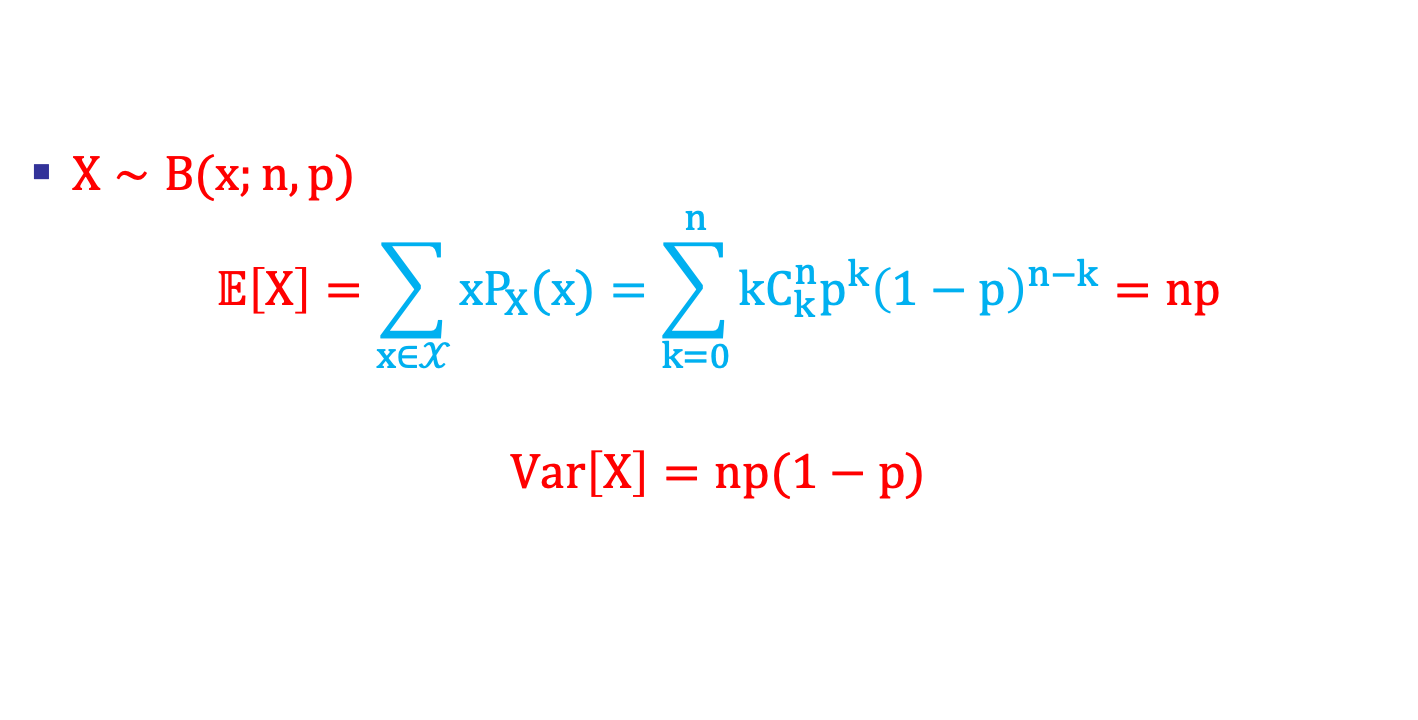 ▪ X ~ B(x; n, p)
𝔼[X] = ∑_{x∈𝒳} xP_X(x) = ∑_{k=0}^{n} kC_k^n p^k(1 − p)^{n−k} = np
Var[X] = np(1 − p)